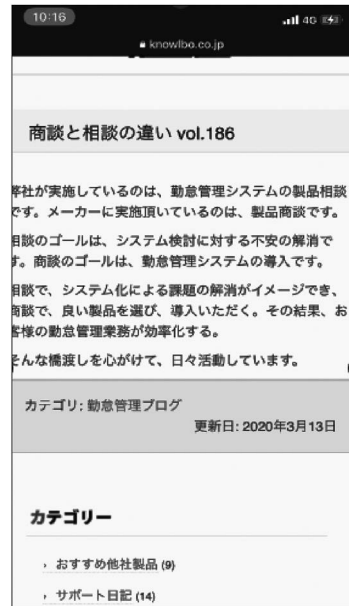 10:16
4G
knowlbo.co.jp
商談と相談の違い vol.186
弊社が実施しているのは、勤怠管理システムの製品相談
です。メーカーに実施頂いているのは、製品商談です。
相談のゴールは、システム検討に対する不安の解消で
す。商談のゴールは、勤怠管理システムの導入です。
相談で、システム化による課題の解消がイメージでき、
商談で、良い製品を選び、導入いただく。その結果、お
客様の勤怠管理業務が効率化する。
そんな橋渡しを心がけて、日々活動しています。
カテゴリ: 勤怠管理ブログ
更新日: 2020年3月13日
カテゴリー
› おすすめ他社製品 (9)
› サポート日記 (14)